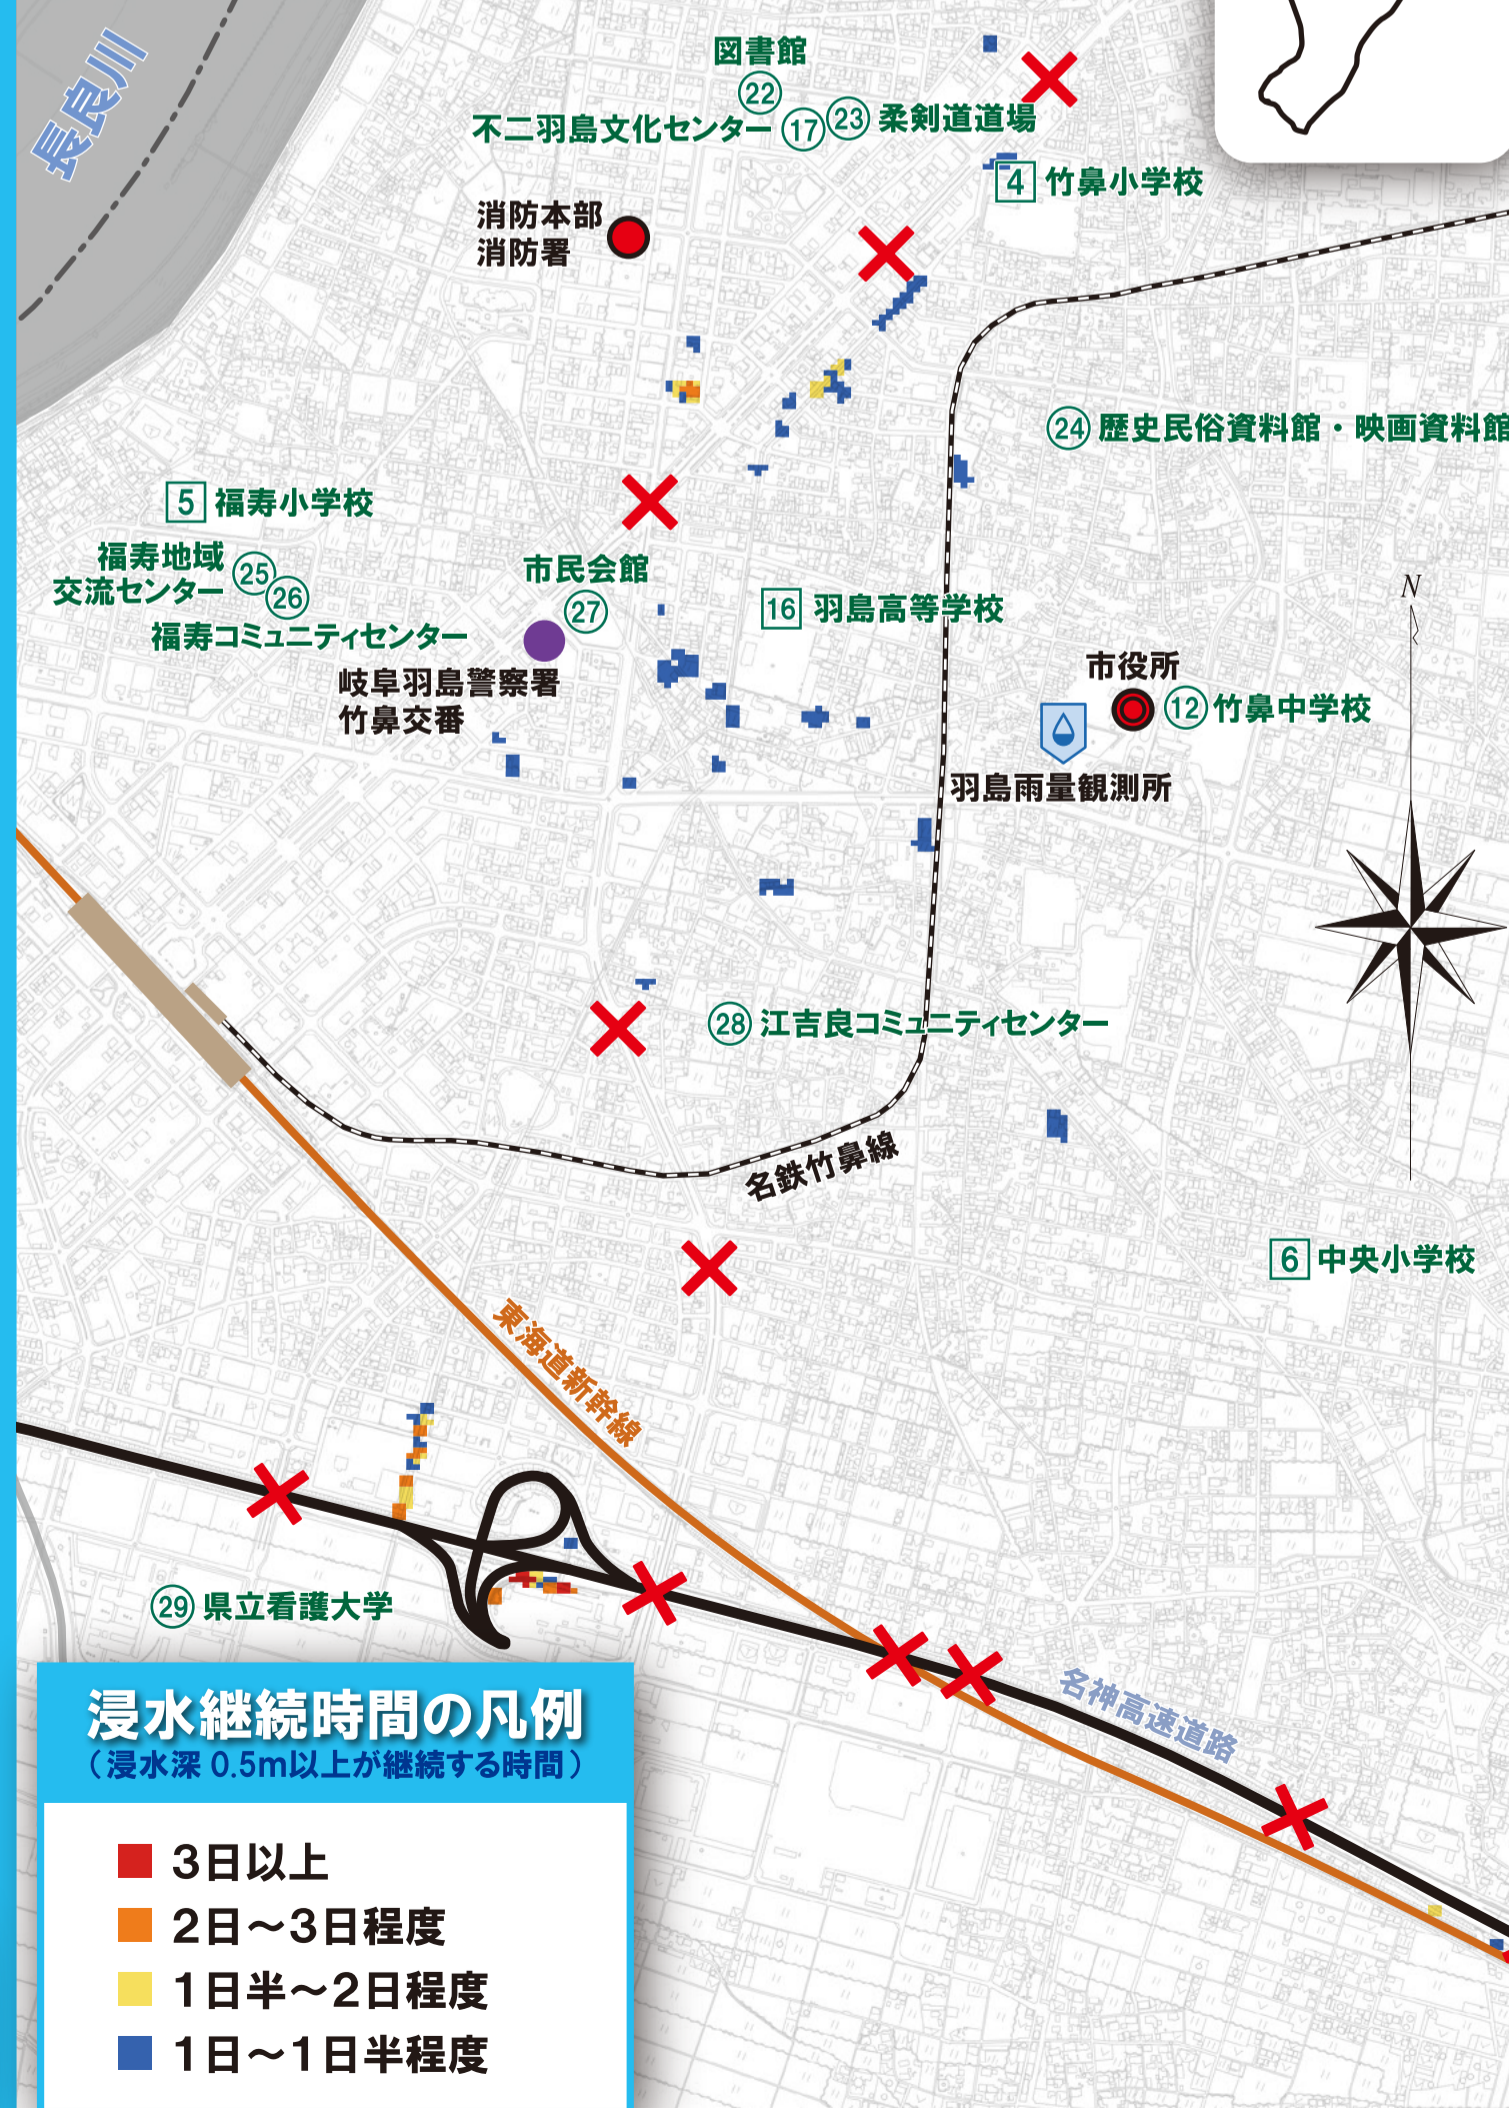 長良川
図書館
22
不二羽島文化センター 17 23 柔剣道道場
4 竹鼻小学校
消防本部
消防署
24 歴史民俗資料館・映画資料館
5 福寿小学校
福寿地域
交流センター 25
26
福寿コミュニティセンター
市民会館
27
16 羽島高等学校
岐阜羽島警察署
竹鼻交番
N
市役所
12 竹鼻中学校
羽島雨量観測所
28 江吉良コミュニティセンター
名鉄竹鼻線
6 中央小学校
東海道新幹線
29 県立看護大学
名神高速道路
浸水継続時間の凡例
（浸水深 0.5m以上が継続する時間）
3日以上
2日～3日程度
1日半～2日程度
1日～1日半程度